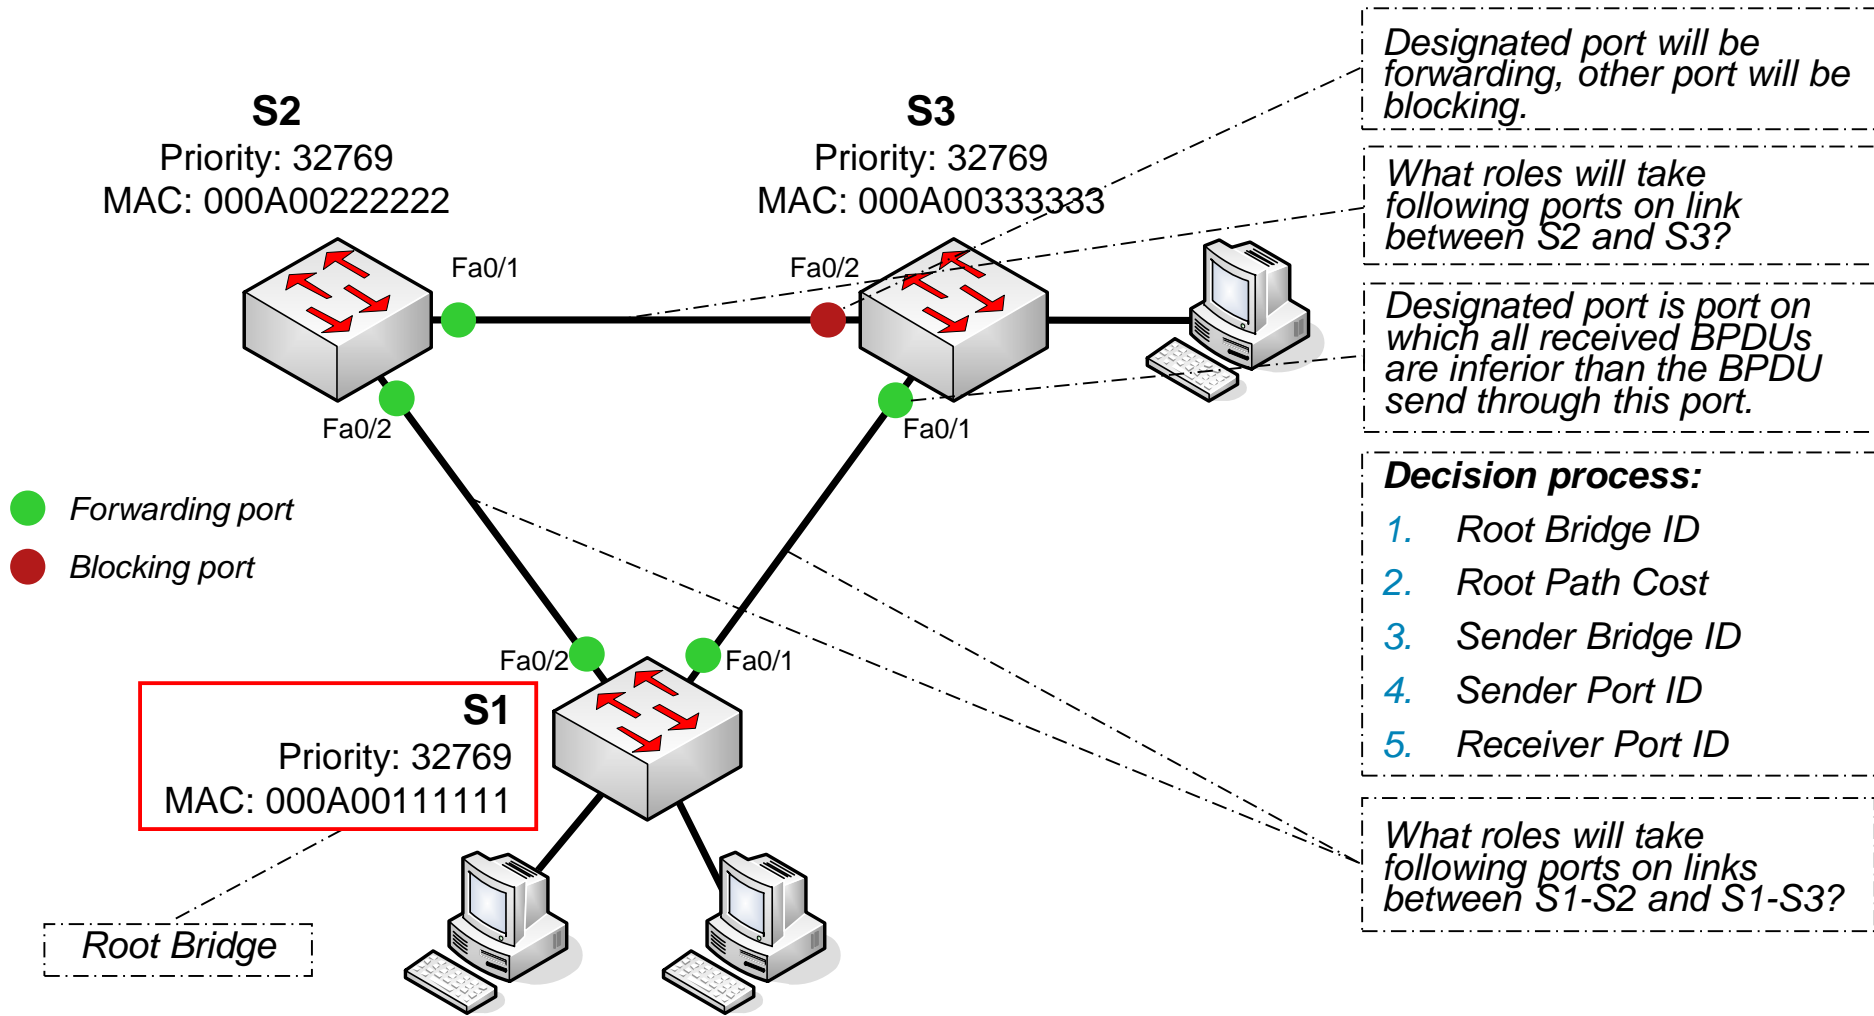 S2
Priority: 32769
MAC: 000A00222222
S3
Priority: 32769
MAC: 000A00333333
Fa0/1
Fa0/2
Fa0/2
Fa0/1
Forwarding port
Blocking port
Fa0/2
Fa0/1
S1
Priority: 32769
MAC: 000A00111111
Root Bridge
Designated port will be
forwarding, other port will be
blocking.
What roles will take
following ports on link
between S2 and S3?
Designated port is port on
which all received BPDUs
are inferior than the BPDU
send through this port.
Decision process:
1. Root Bridge ID
2. Root Path Cost
3. Sender Bridge ID
4. Sender Port ID
5. Receiver Port ID
What roles will take
following ports on links
between S1-S2 and S1-S3?